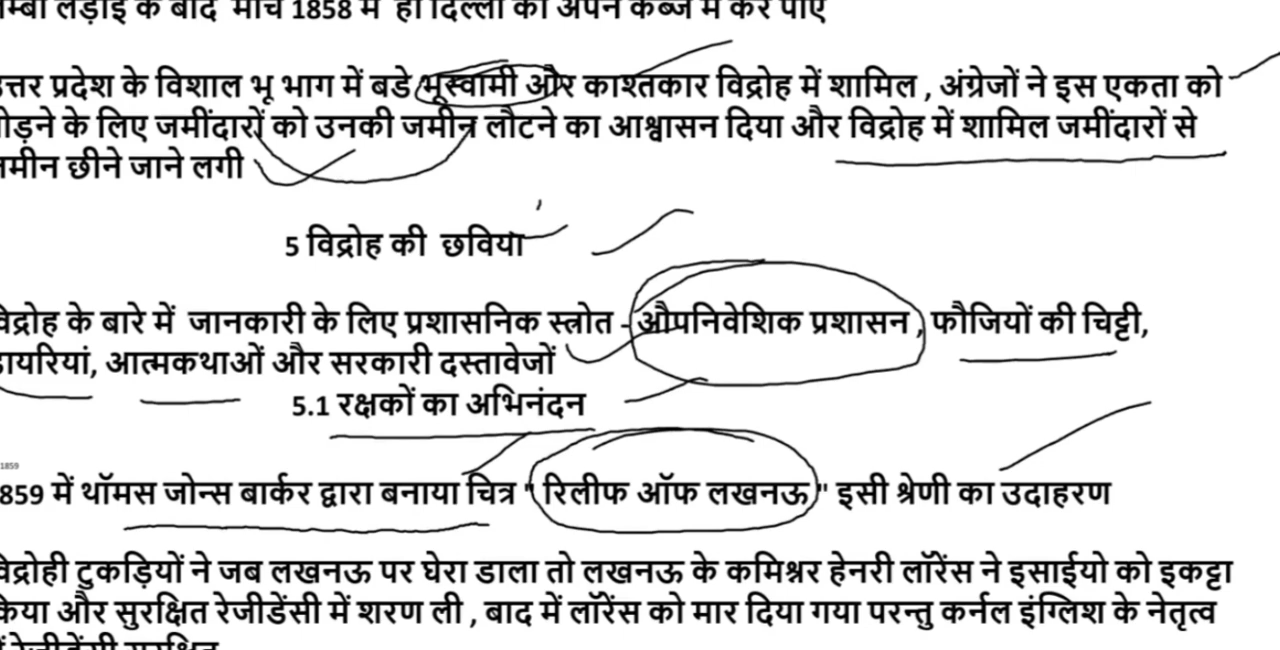 लड़ाई के बाद मार्च 1858 में ही दिल्ली को अपने कब्जे में कर पाए
उत्तर प्रदेश के विशाल भू भाग में बडे भूस्वामी और काश्तकार विद्रोह में शामिल , अंग्रेजों ने इस एकता को
तोड़ने के लिए जमींदारों को उनकी जमीन लौटने का आश्वासन दिया और विद्रोह में शामिल जमींदारों से
जमीन छीने जाने लगी
5 विद्रोह की छविया
विद्रोह के बारे में जानकारी के लिए प्रशासनिक स्त्रोत - औपनिवेशिक प्रशासन , फौजियों की चिट्टी,
डायरियां, आत्मकथाओं और सरकारी दस्तावेजों
5.1 रक्षकों का अभिनंदन
1859
1859 में थॉमस जोन्स बार्कर द्वारा बनाया चित्र " रिलीफ ऑफ लखनऊ " इसी श्रेणी का उदाहरण
विद्रोही टुकड़ियों ने जब लखनऊ पर घेरा डाला तो लखनऊ के कमिश्नर हेनरी लॉरेंस ने इसाईयो को इकट्टा
किया और सुरक्षित रेजीडेंसी में शरण ली , बाद में लॉरेंस को मार दिया गया परन्तु कर्नल इंग्लिश के नेतृत्व